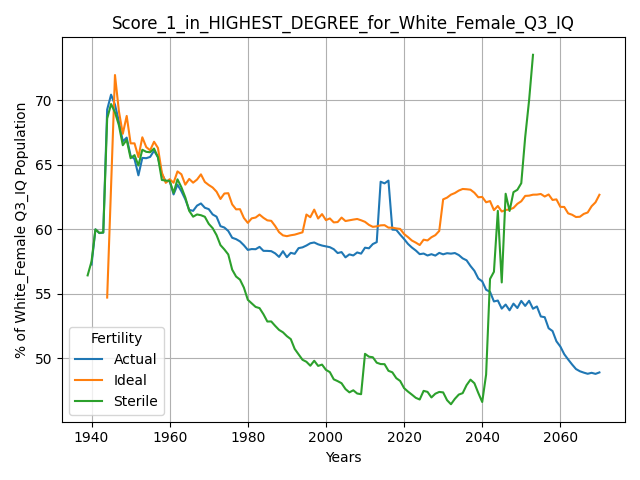 Score_1_in_HIGHEST_DEGREE_for_White_Female_Q3_IQ
% of White_Female Q3_IQ Population
70
65
60
55
50
Fertility
Actual
Ideal
Sterile
1940 1960 1980 2000 2020 2040 2060
Years